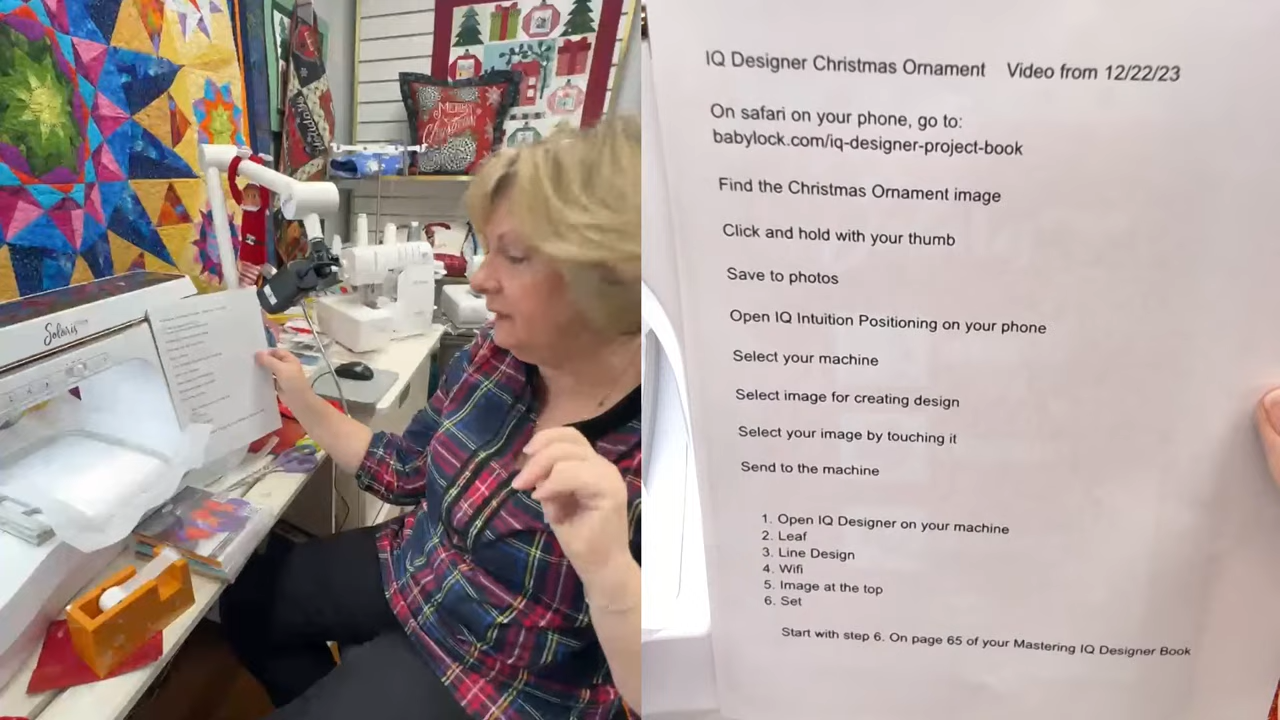 Solaris
MERRY
Christmas
IQ Designer Christmas Ornament Video from 12/22/23
On safari on your phone, go to:
babylock.com/iq-designer-project-book
Find the Christmas Ornament image
Click and hold with your thumb
Save to photos
Open IQ Intuition Positioning on your phone
Select your machine
Select image for creating design
Select your image by touching it
Send to the machine
1. Open IQ Designer on your machine
2. Leaf
3. Line Design
4. Wifi
5. Image at the top
6. Set
Start with step 6. On page 65 of your Mastering IQ Designer Book